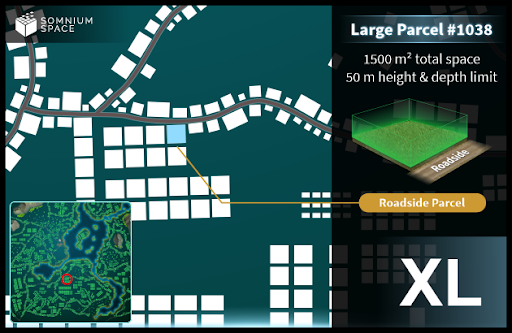 SOMNIUM
SPACE
Large Parcel #1038
1500 m² total space
50 m height & depth limit
Roadside
Roadside Parcel
XL